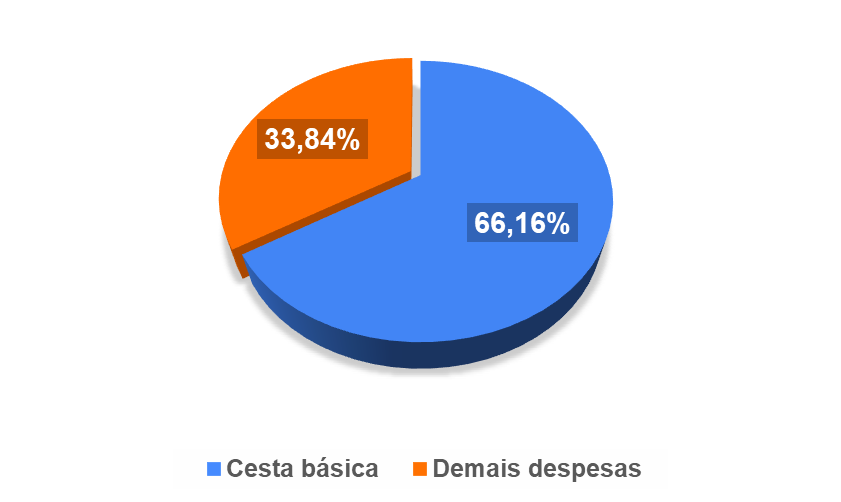 33,84%
66,16%
Cesta básica
Demais despesas